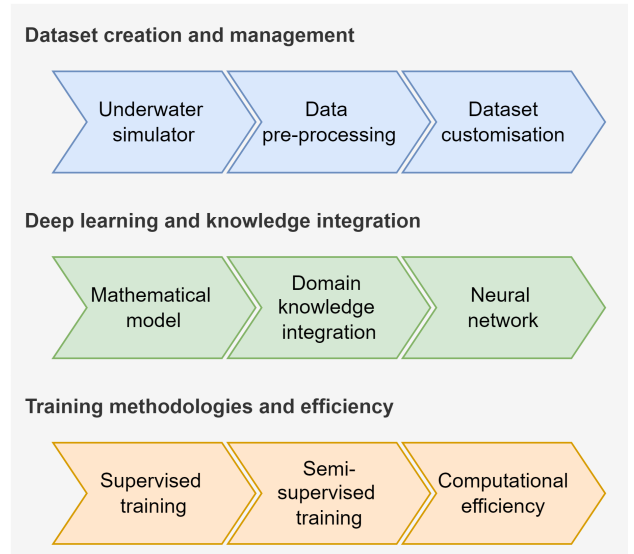 Dataset creation and management
Underwater
simulator
Data
pre-processing
Dataset
customisation
Deep learning and knowledge integration
Mathematical
model
Domain
knowledge
integration
Neural
network
Training methodologies and efficiency
Supervised
training
Semi-
supervised
training
Computational
efficiency